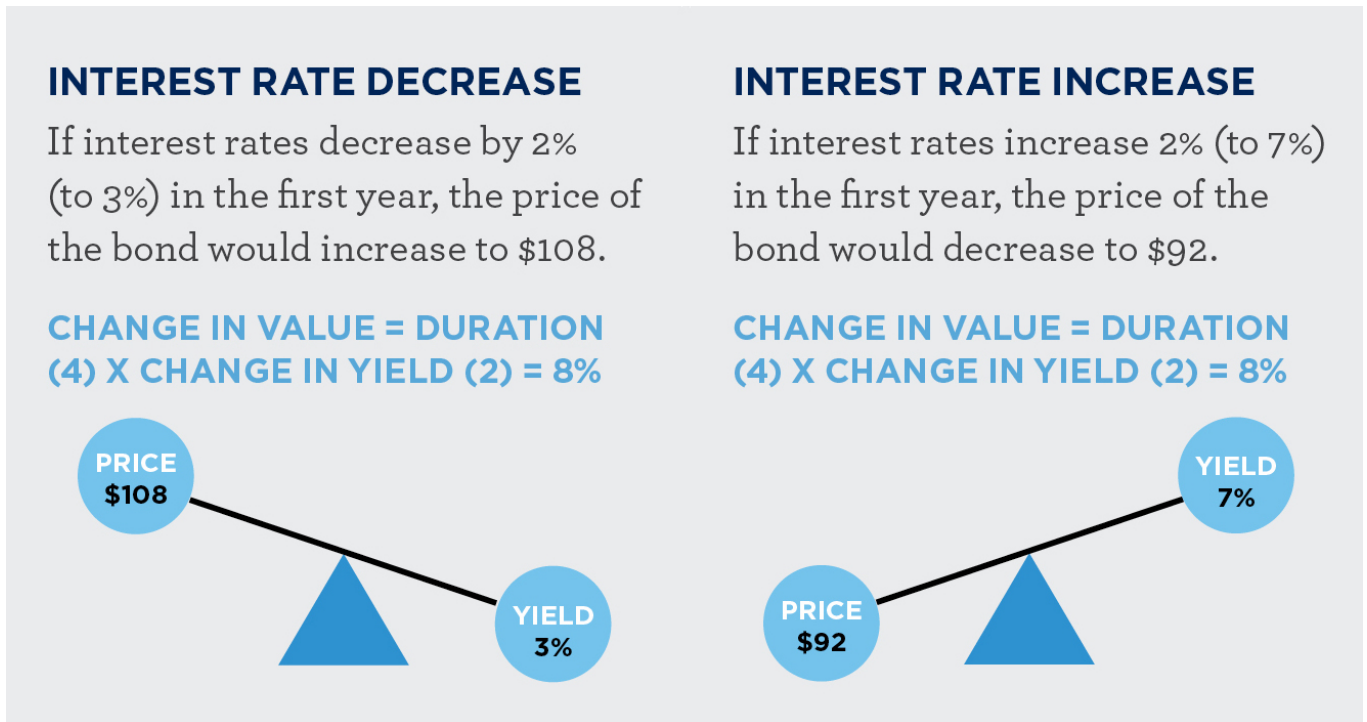 INTEREST RATE DECREASE
If interest rates decrease by 2%
(to 3%) in the first year, the price of
the bond would increase to $108.
CHANGE IN VALUE = DURATION
(4) X CHANGE IN YIELD (2) = 8%
PRICE
$108
YIELD
3%
INTEREST RATE INCREASE
If interest rates increase 2% (to 7%)
in the first year, the price of the
bond would decrease to $92.
CHANGE IN VALUE = DURATION
(4) X CHANGE IN YIELD (2) = 8%
YIELD
7%
PRICE
$92